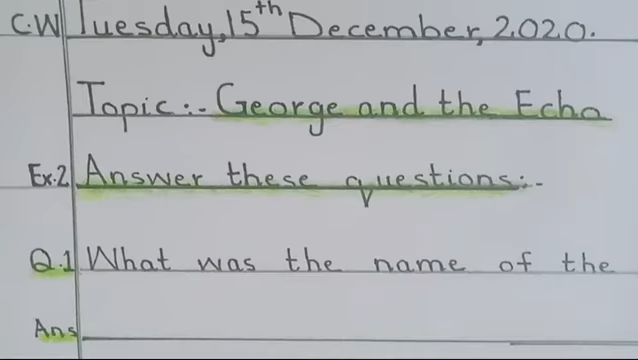 C.W Tuesday, 15th December, 2020.
Topic:- George and the Echo
Ex.2 Answer these questions:-
Q.1 What was the name of the
Ans